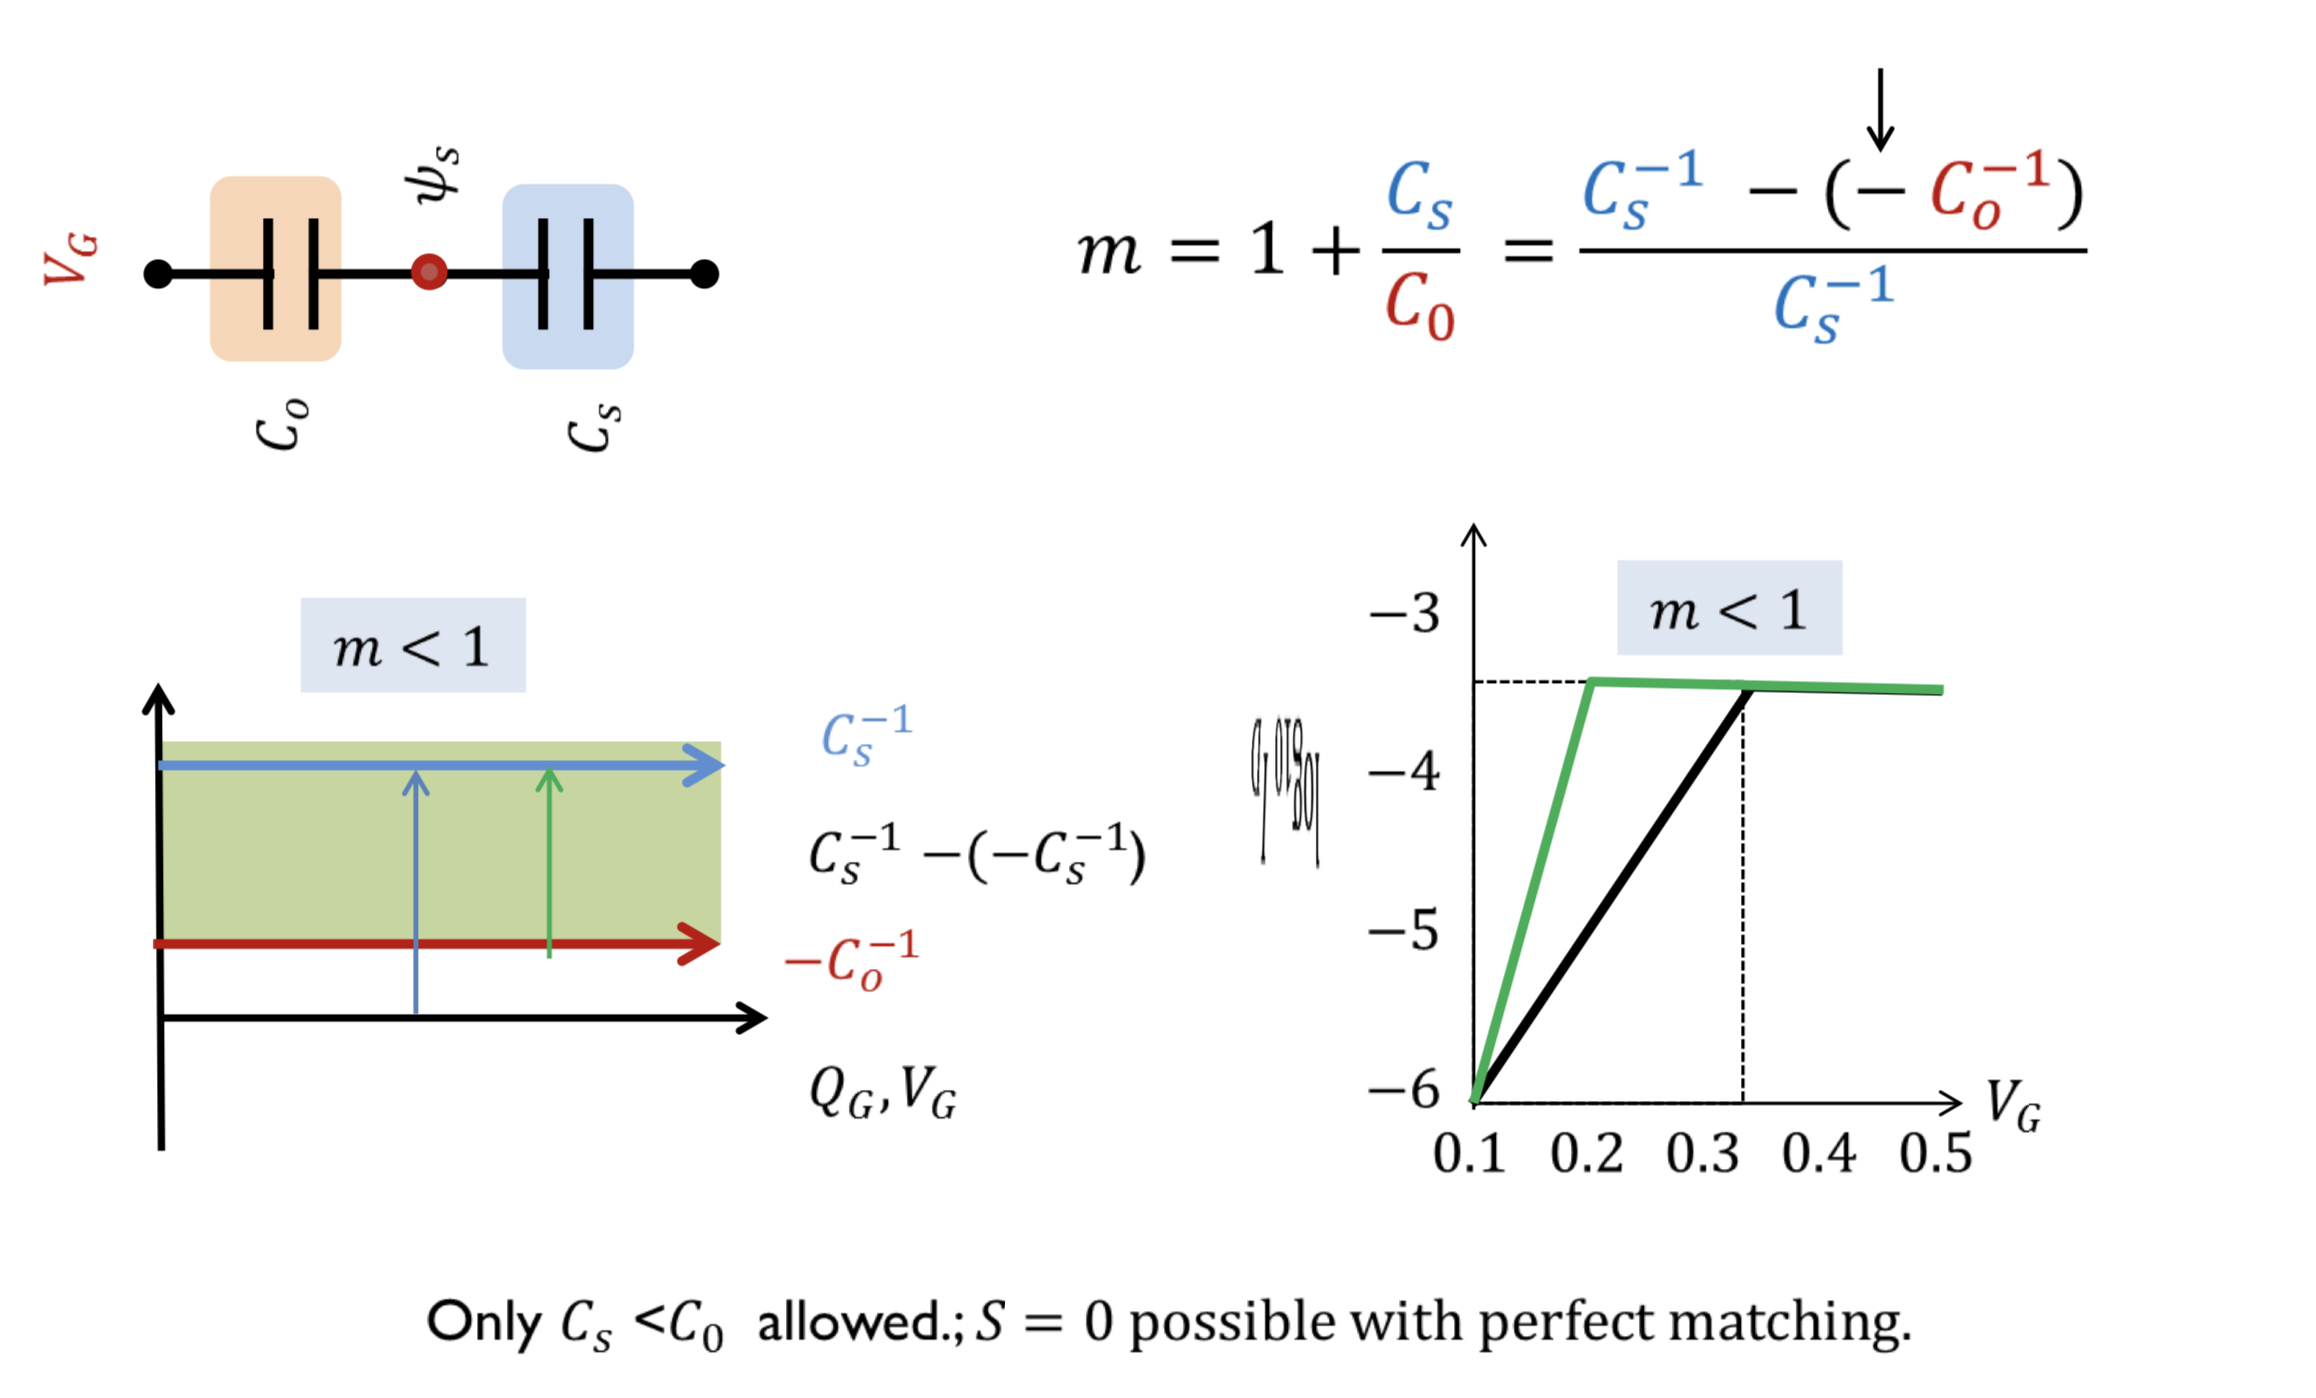 V_G
ψ_s
C_o
C_s
m = 1 + C_s/C_0 = (C_s^{-1} − (− C_o^{-1}))/C_s^{-1}
m < 1
C_s^{-1}
C_s^{-1} −(−C_s^{-1})
−C_o^{-1}
Q_G, V_G
m < 1
−3
−4
−5
−6
V_G
0.1 0.2 0.3 0.4 0.5
Only C_s <C_0 allowed.; S = 0 possible with perfect matching.